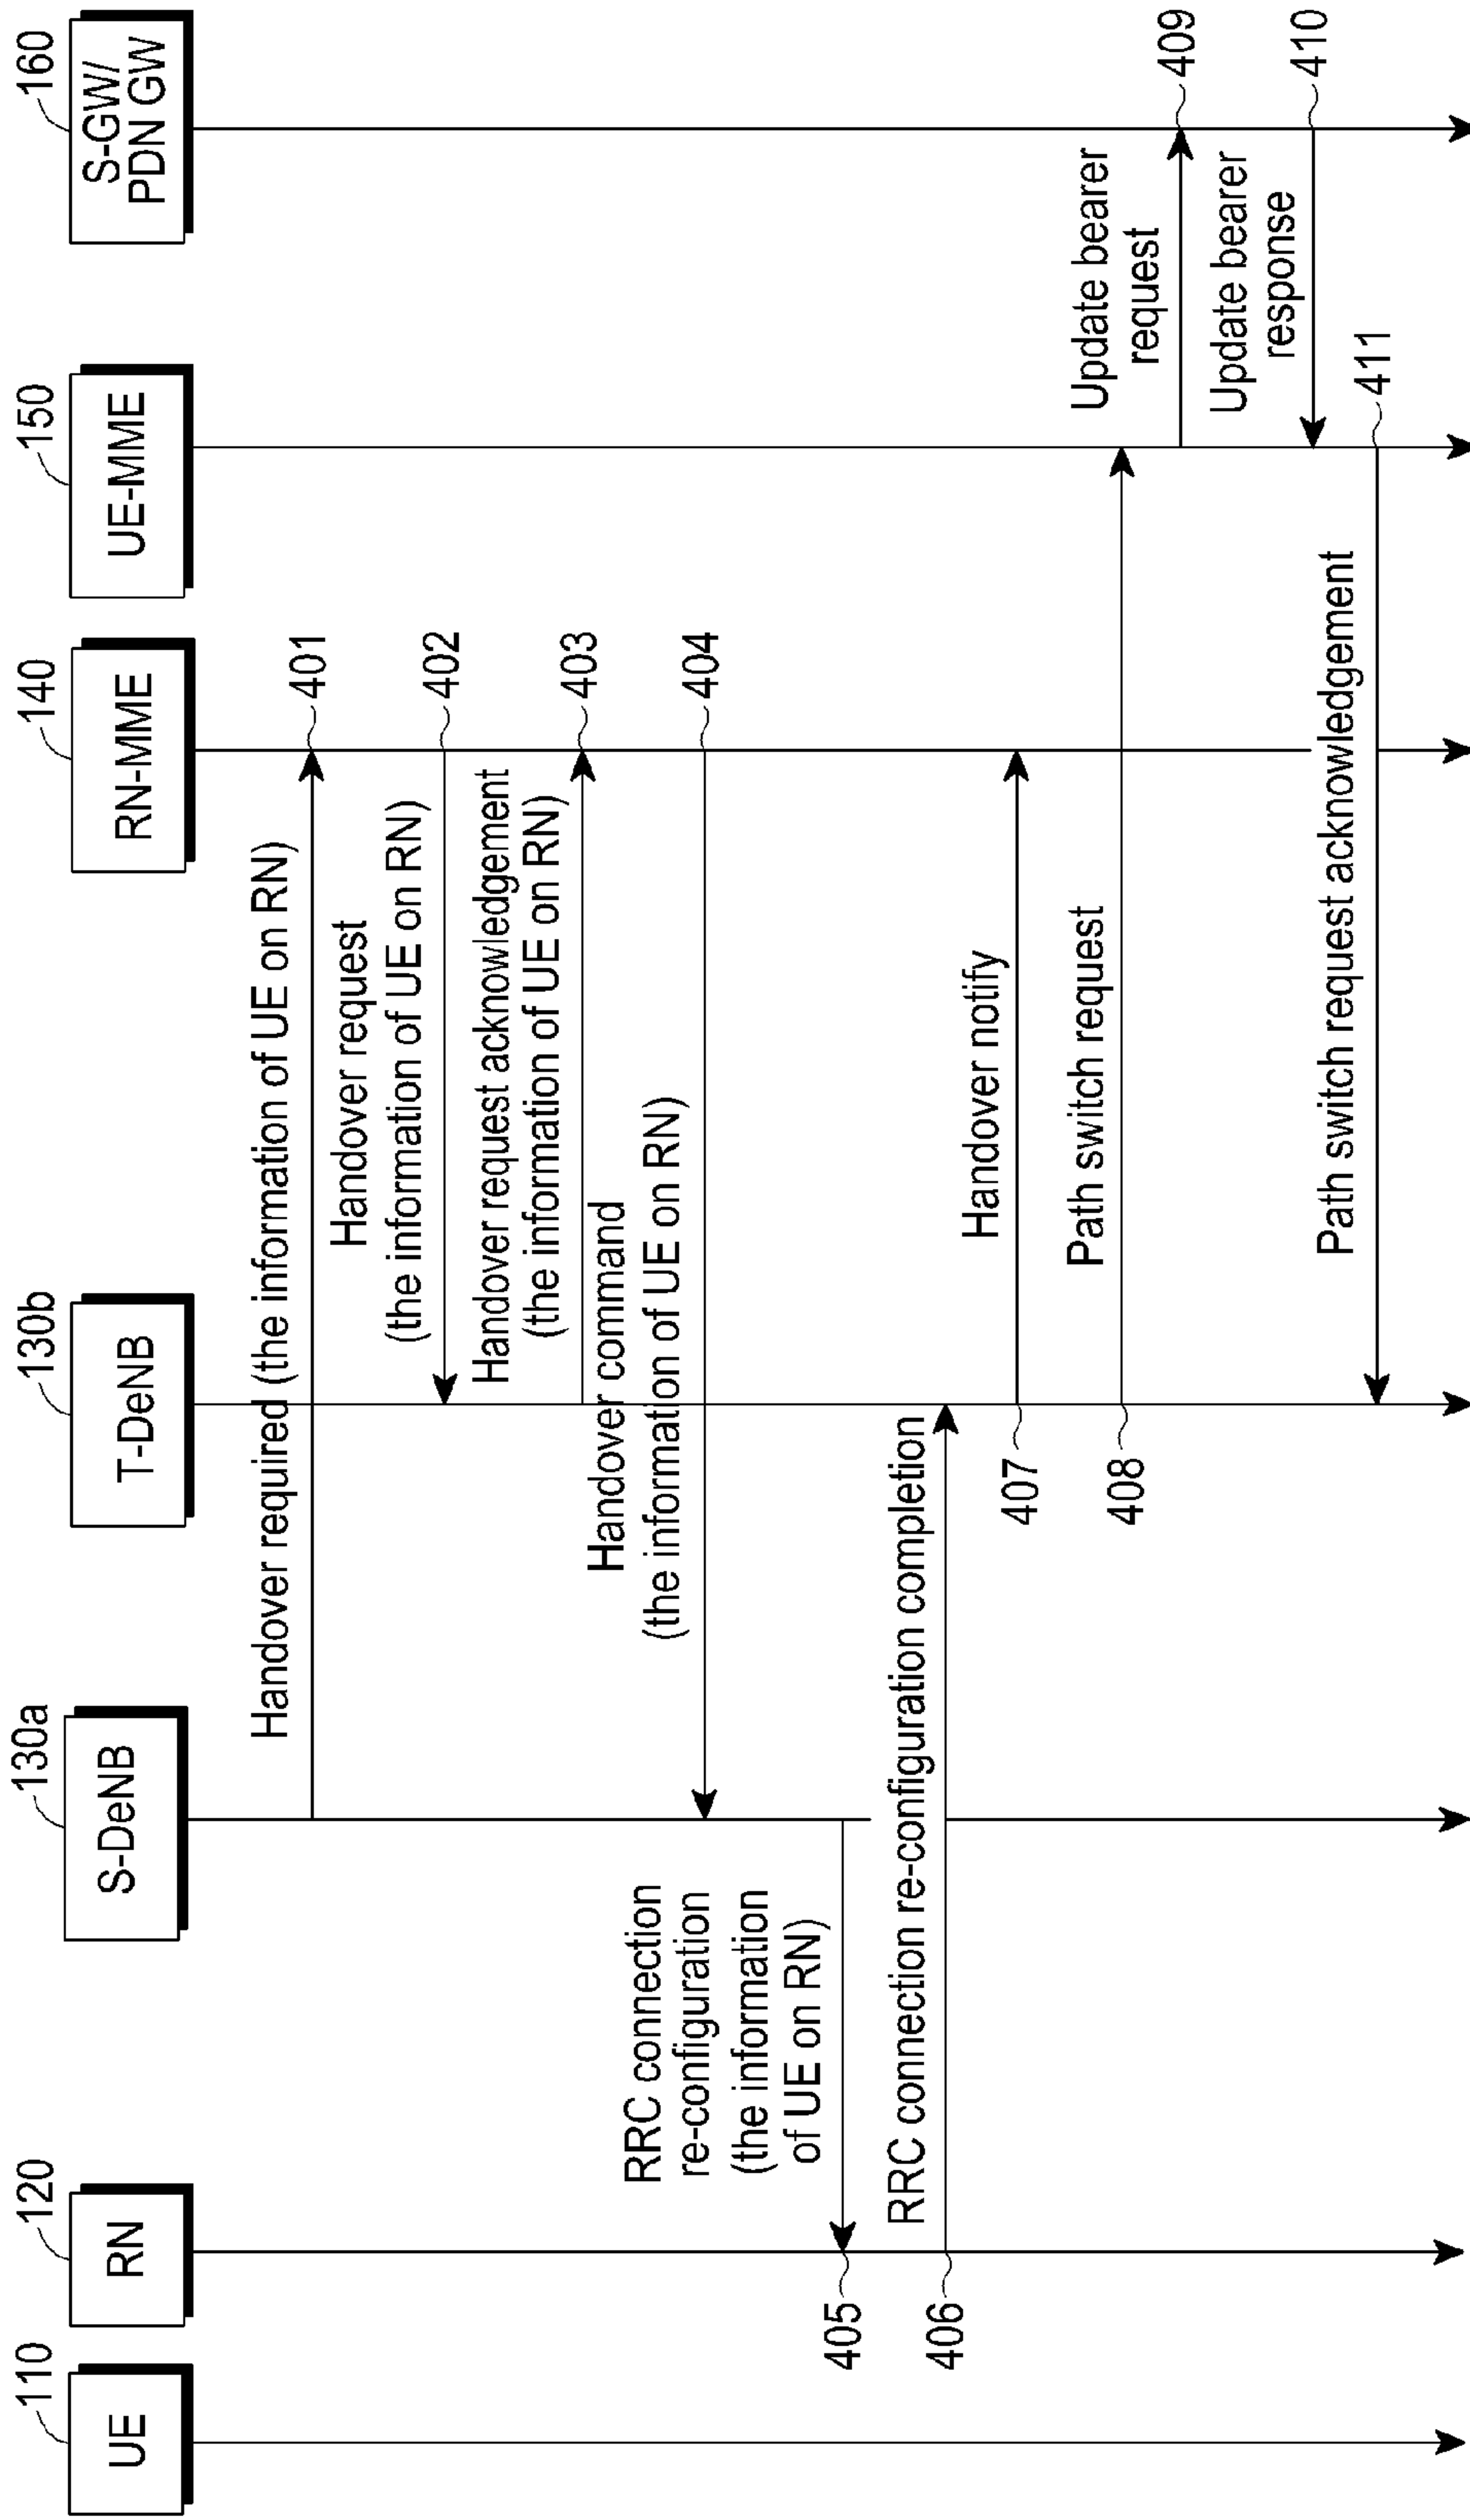 110
UE
120
RN
130a
S-DeNB
130b
T-DeNB
140
RN-MME
150
UE-MME
160
S-GW/
PDN GW
Handover required (the information of UE on RN)
401
Handover request
(the information of UE on RN)
402
Handover request acknowledgement
(the information of UE on RN)
403
Handover command
(the information of UE on RN)
404
RRC connection
re-configuration
(the information
of UE on RN)
405
RRC connection re-configuration completion
406
Handover notify
407
Path switch request
408
Update bearer
request
409
Update bearer
response
410
Path switch request acknowledgement
411